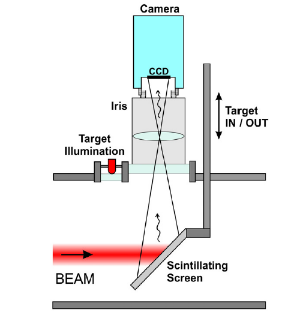 Camera
CCD
Iris
Target
IN / OUT
Target
Illumination
Scintillating
Screen
BEAM